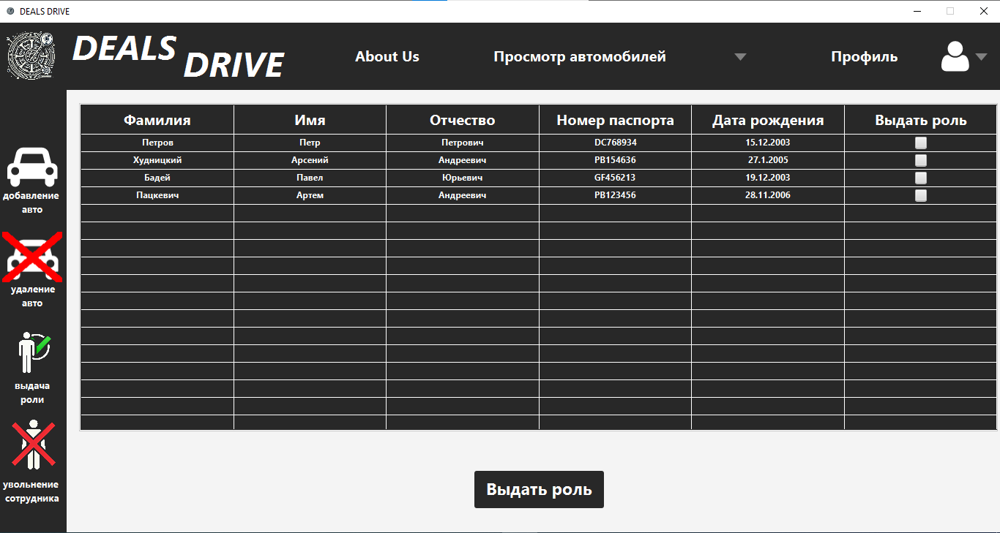 DEALS DRIVE
DEALS
DRIVE
About Us
Просмотр автомобилей
Профиль
добавление
авто
удаление
авто
выдача
роли
увольнение
сотрудника
Фамилия Имя Отчество Номер паспорта Дата рождения Выдать роль
Петров Петр Петрович DC768934 15.12.2003
Худницкий Арсений Андреевич PB154636 27.1.2005
Бадей Павел Юрьевич GF456213 19.12.2003
Пацкевич Артем Андреевич PB123456 28.11.2006
Выдать роль